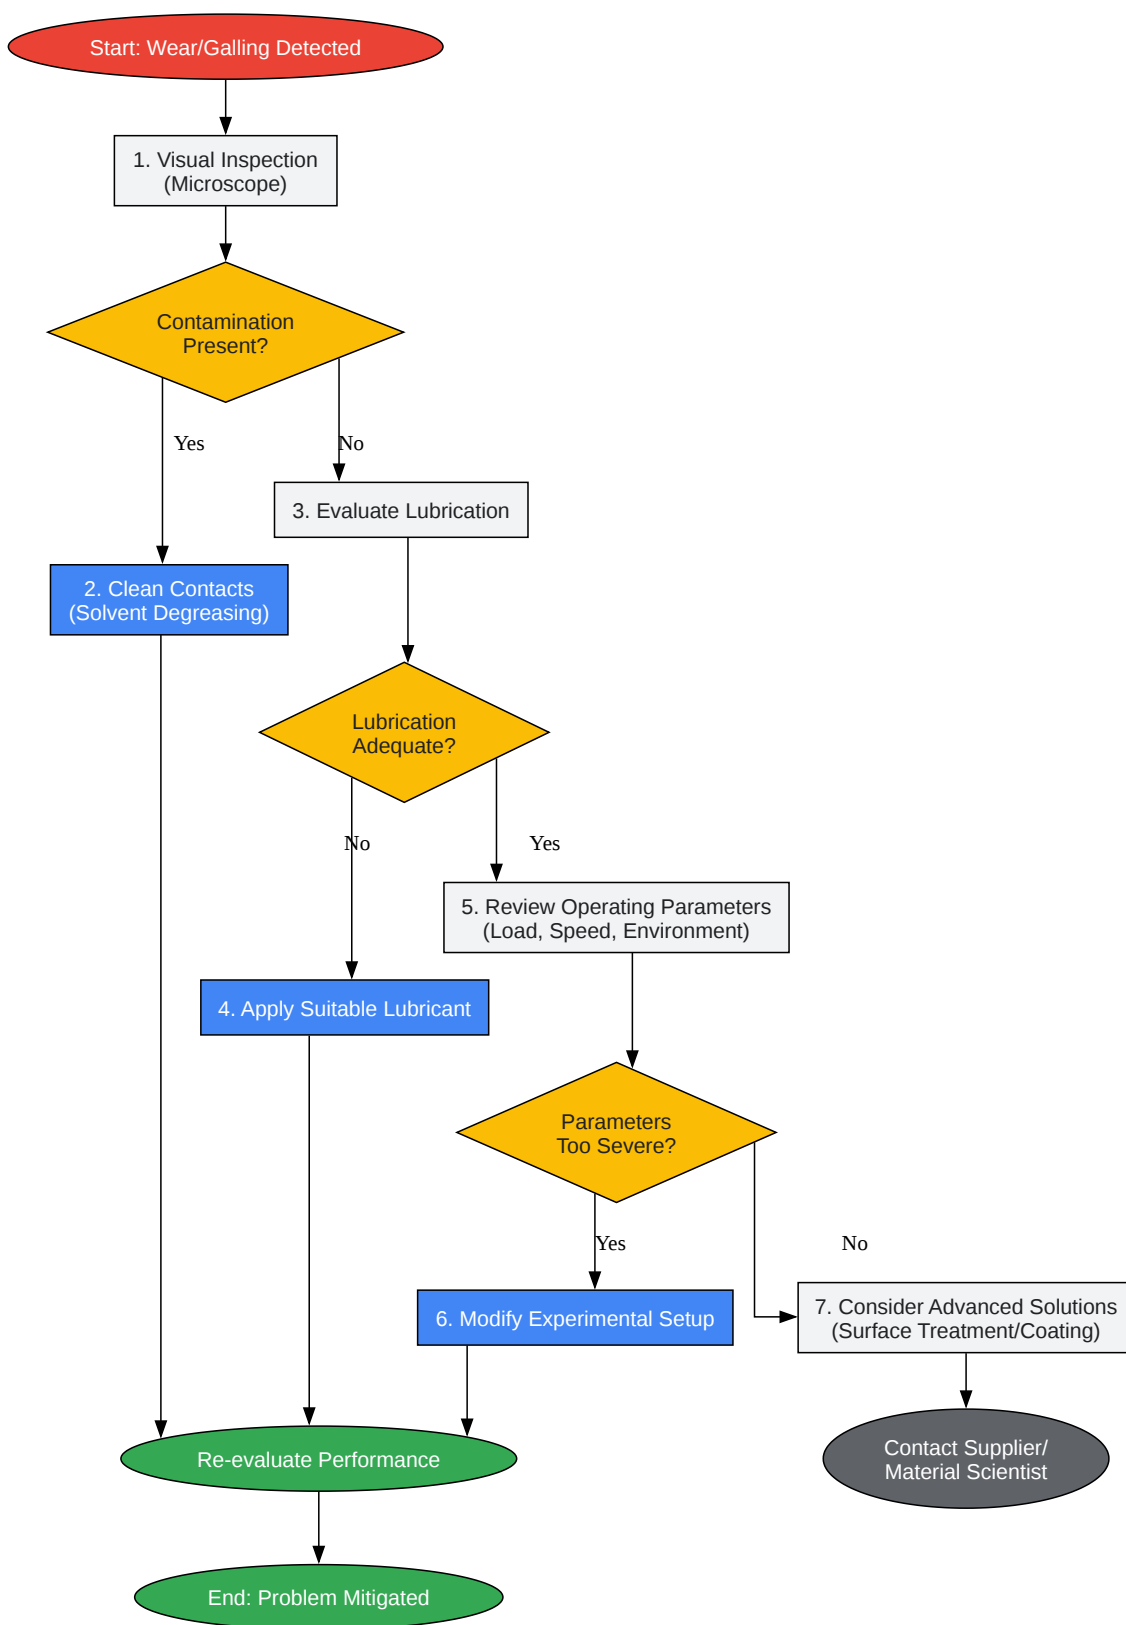 Start: Wear/Galling Detected
1. Visual Inspection
(Microscope)
Contamination
Present?
Yes
No
3. Evaluate Lubrication
2. Clean Contacts
(Solvent Degreasing)
Lubrication
Adequate?
No
Yes
5. Review Operating Parameters
(Load, Speed, Environment)
4. Apply Suitable Lubricant
Parameters
Too Severe?
Yes
No
6. Modify Experimental Setup
7. Consider Advanced Solutions
(Surface Treatment/Coating)
Re-evaluate Performance
Contact Supplier/
Material Scientist
End: Problem Mitigated